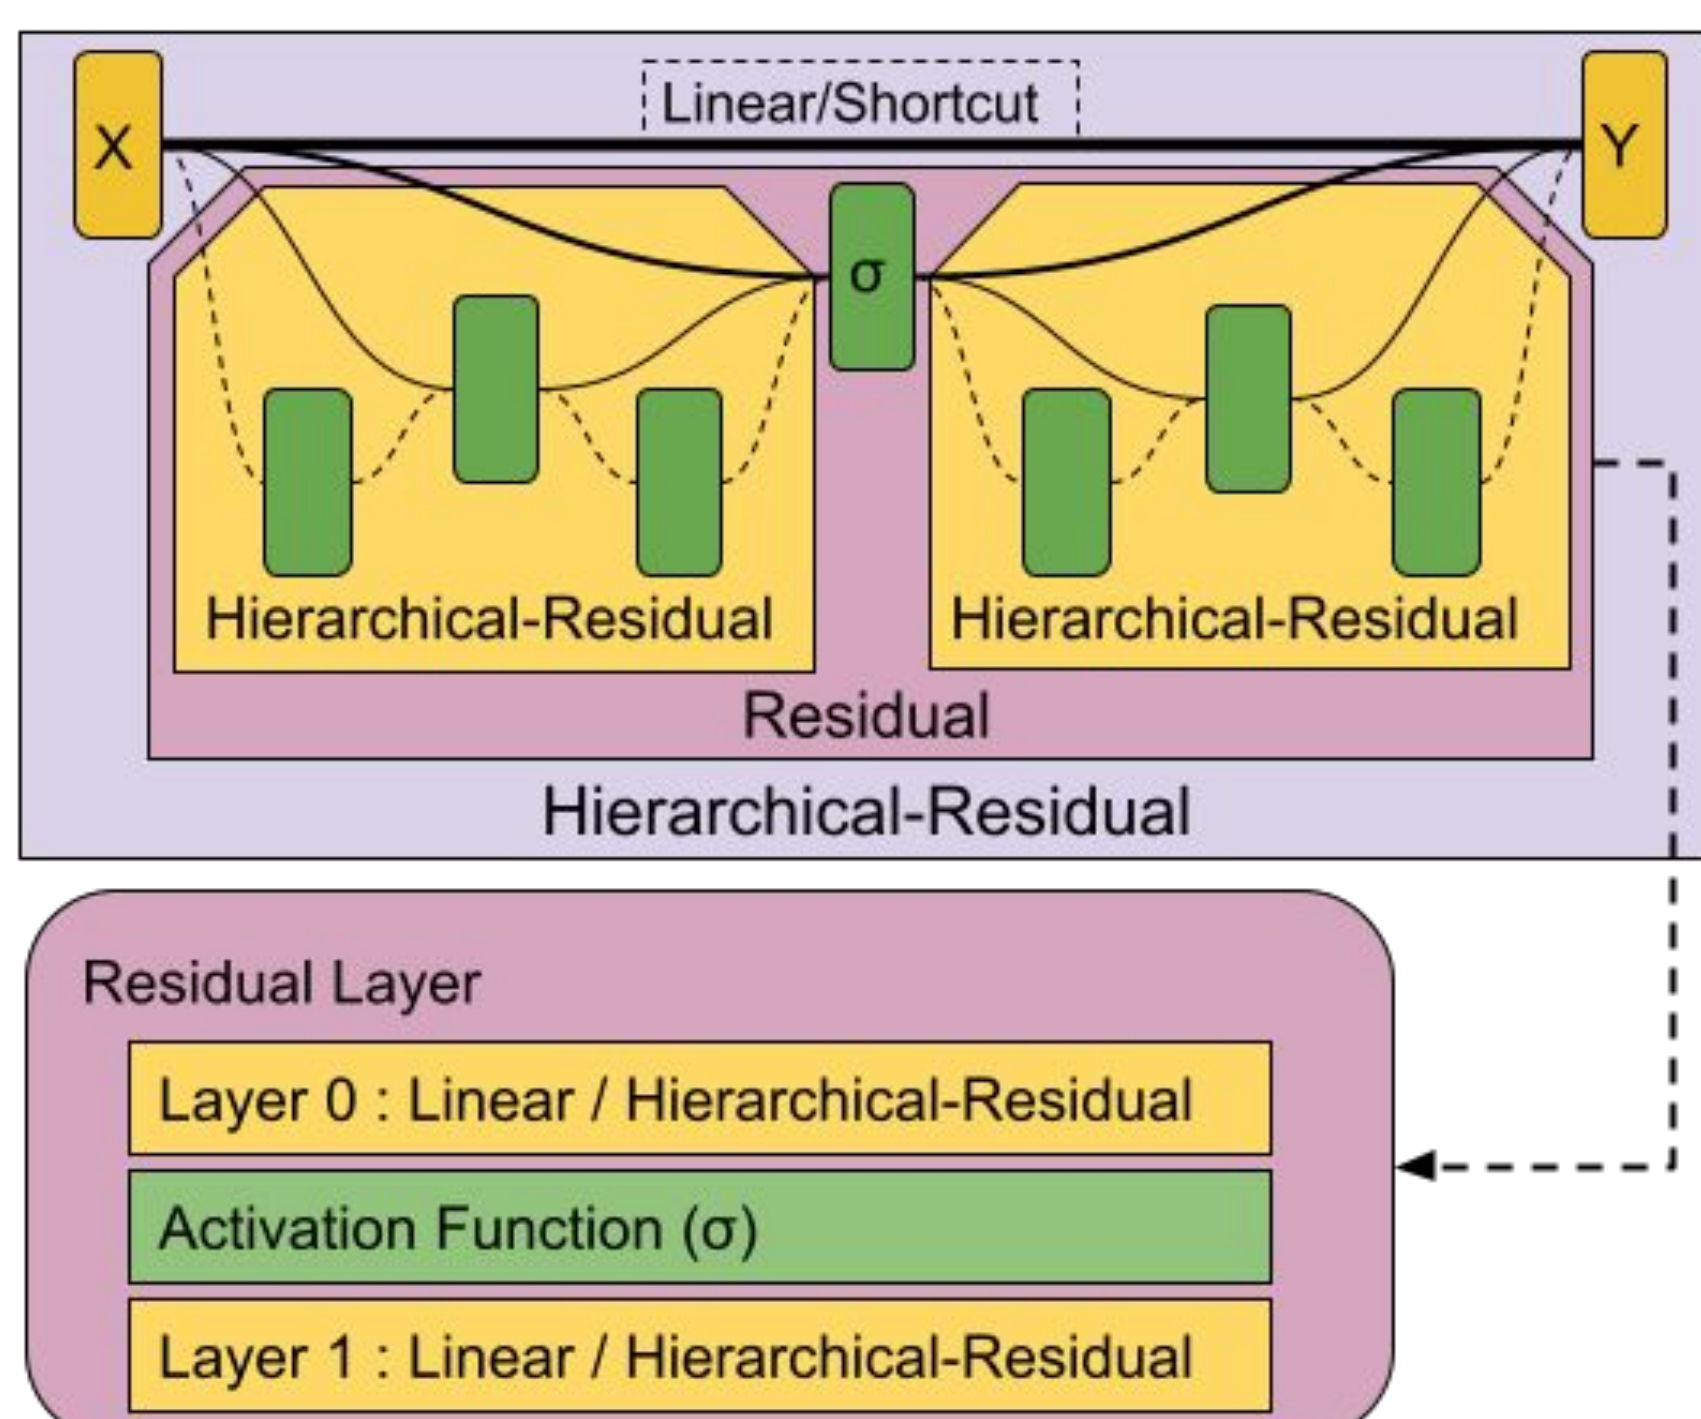 Linear/Shortcut
X
Y
σ
Hierarchical-Residual
Hierarchical-Residual
Residual
Hierarchical-Residual
Residual Layer
Layer 0 : Linear / Hierarchical-Residual
Activation Function (σ)
Layer 1 : Linear / Hierarchical-Residual